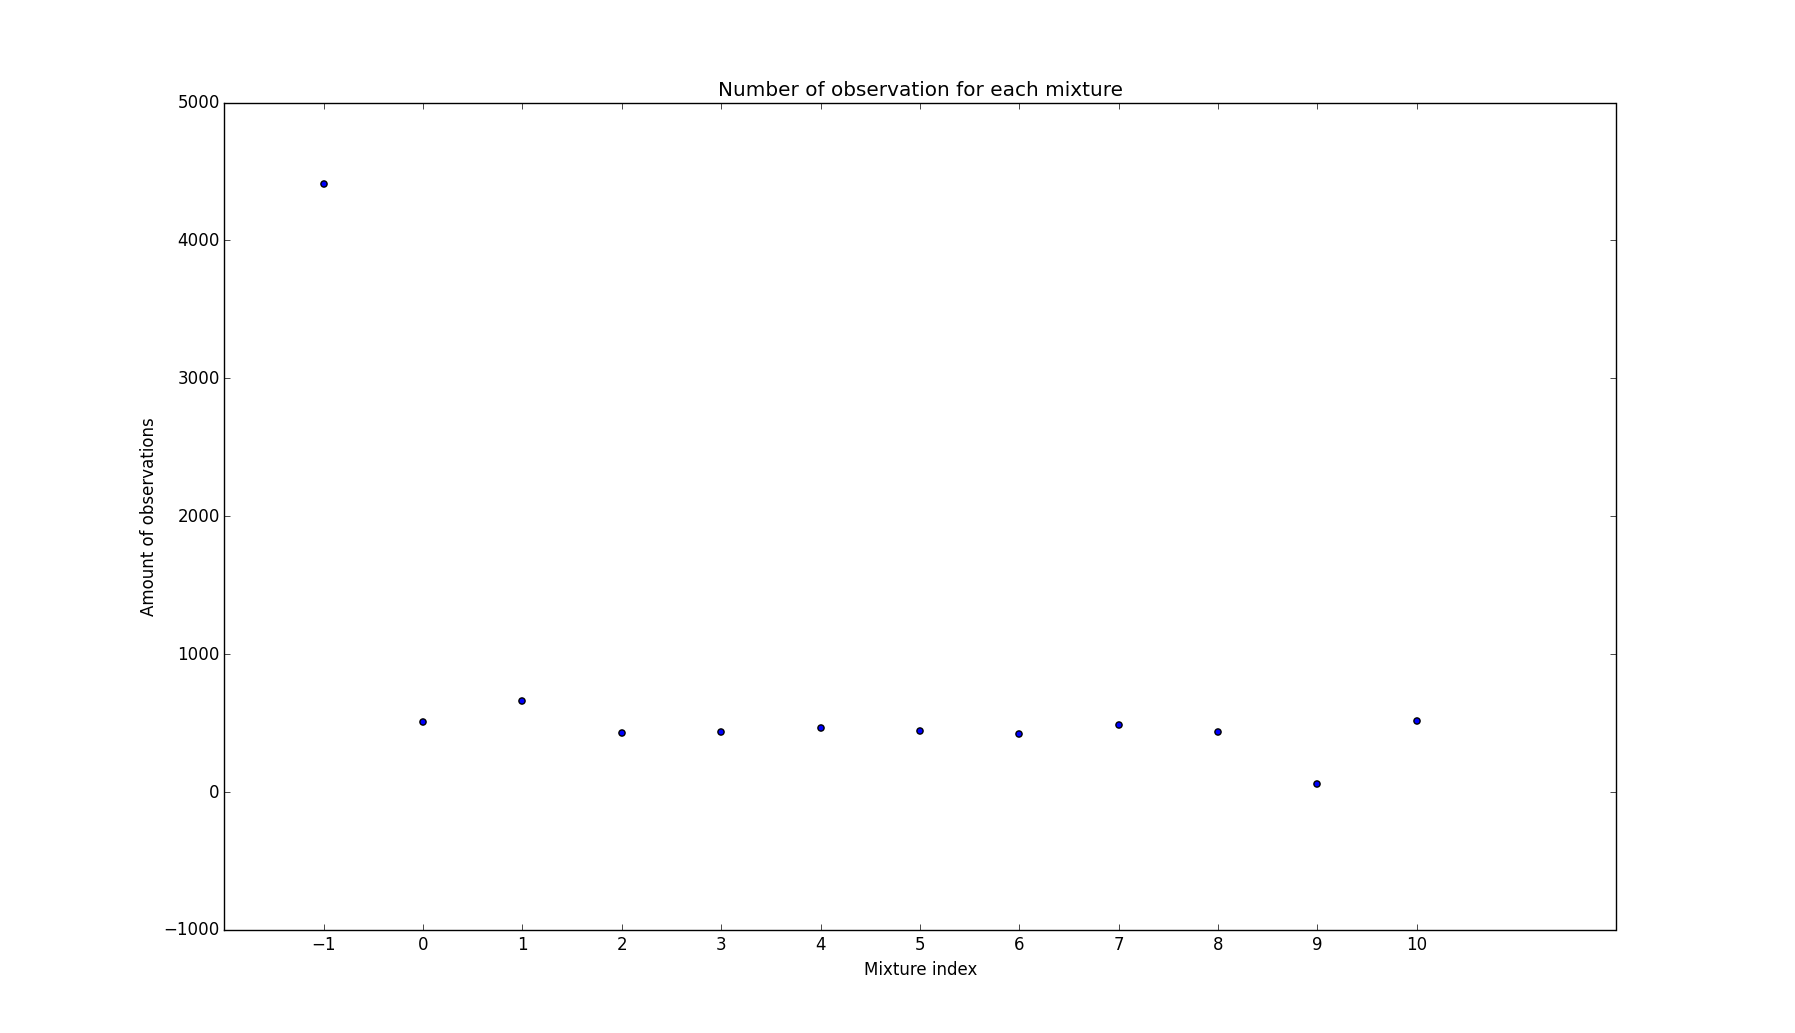 Number of observation for each mixture
5000
4000
3000
2000
1000
0
−1000
Amount of observations
−1 0 1 2 3 4 5 6 7 8 9 10
Mixture index